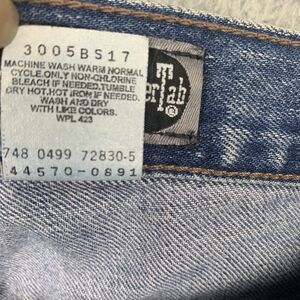 3005BS17
MACHINE WASH WARM NORMAL
CYCLE.ONLY NON-CHLORINE
BLEACH IF NEEDED.TUMBLE
DRY HOT.HOT IRON IF NEEDED.
WASH AND DRY
WITH LIKE COLORS.
WPL 423
748 0499 72830-5
44570-0891
®